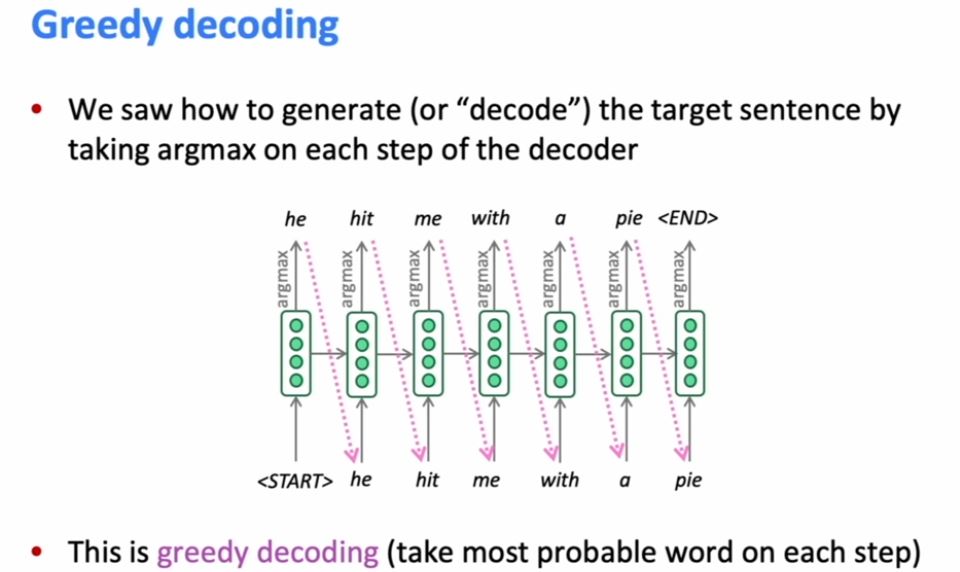 Greedy decoding
• We saw how to generate (or “decode”) the target sentence by
taking argmax on each step of the decoder
he hit me with a pie <END>
argmax argmax argmax argmax argmax argmax argmax
<START> he hit me with a pie
• This is greedy decoding (take most probable word on each step)